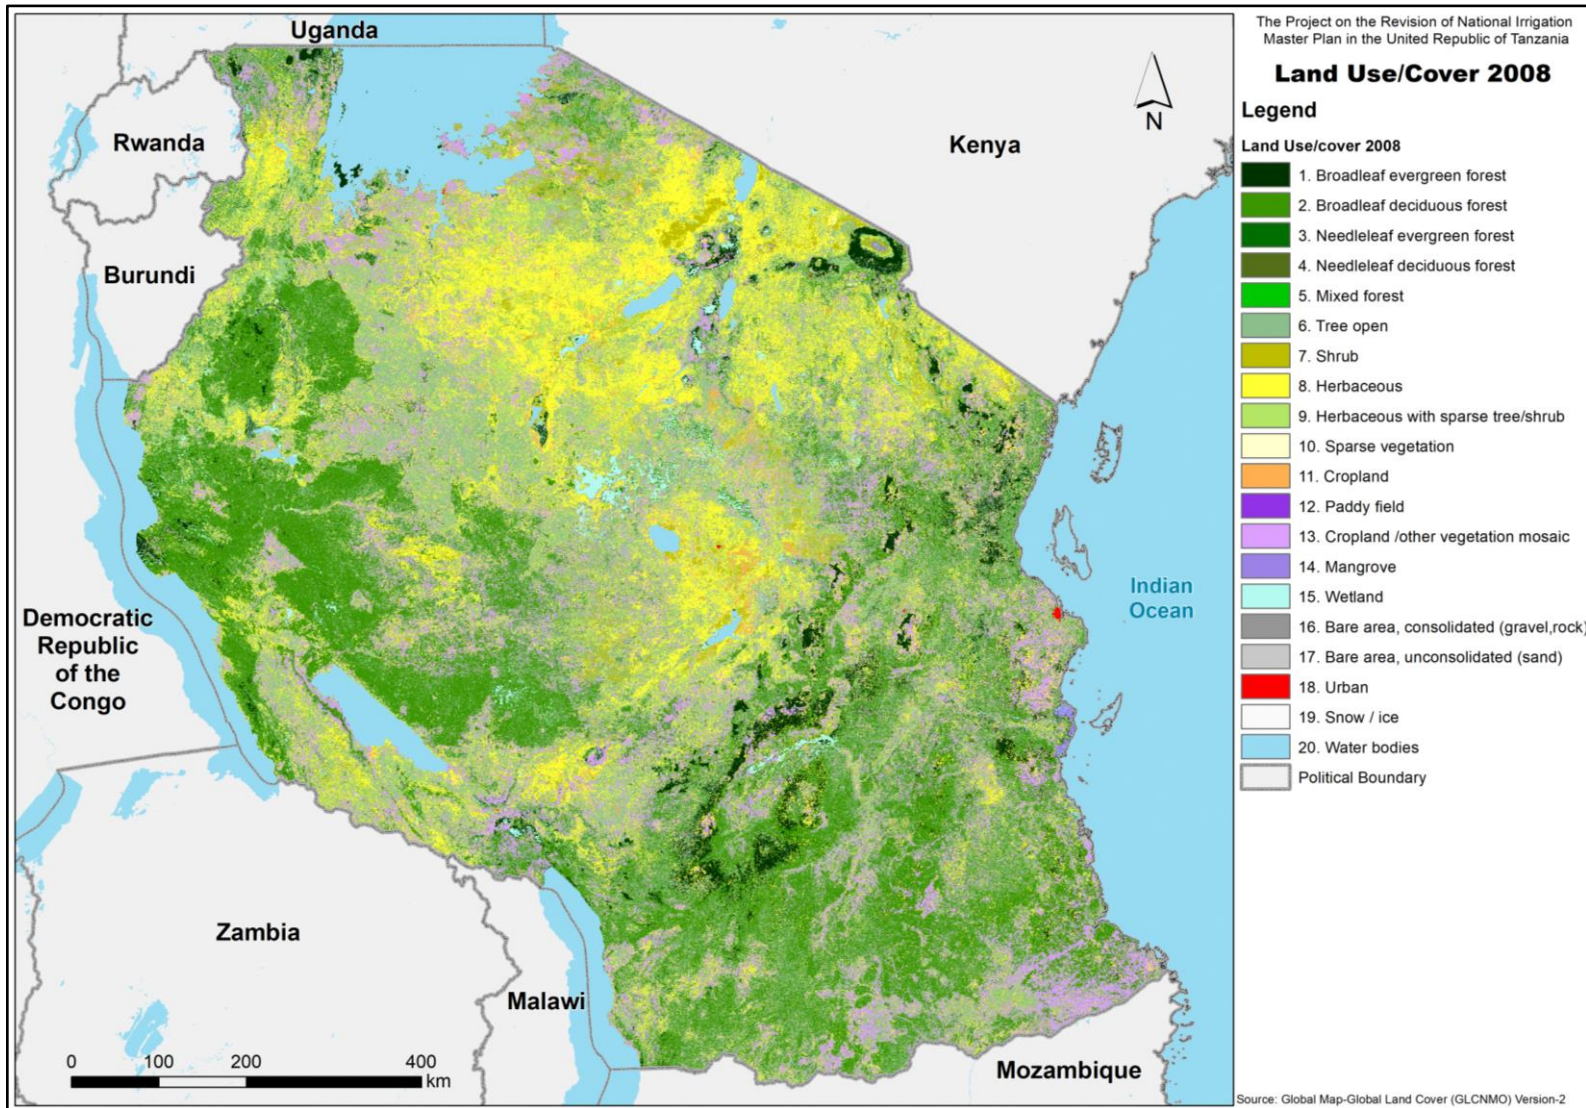 Uganda
Rwanda
Burundi
Kenya
N
Democratic
Republic
of the
Congo
Indian
Ocean
Zambia
Malawi
Mozambique
0 100 200 400
km
The Project on the Revision of National Irrigation
Master Plan in the United Republic of Tanzania
Land Use/Cover 2008
Legend
Land Use/cover 2008
1. Broadleaf evergreen forest
2. Broadleaf deciduous forest
3. Needleleaf evergreen forest
4. Needleleaf deciduous forest
5. Mixed forest
6. Tree open
7. Shrub
8. Herbaceous
9. Herbaceous with sparse tree/shrub
10. Sparse vegetation
11. Cropland
12. Paddy field
13. Cropland /other vegetation mosaic
14. Mangrove
15. Wetland
16. Bare area, consolidated (gravel,rock)
17. Bare area, unconsolidated (sand)
18. Urban
19. Snow / ice
20. Water bodies
Political Boundary
Source: Global Map-Global Land Cover (GLCNMO) Version-2